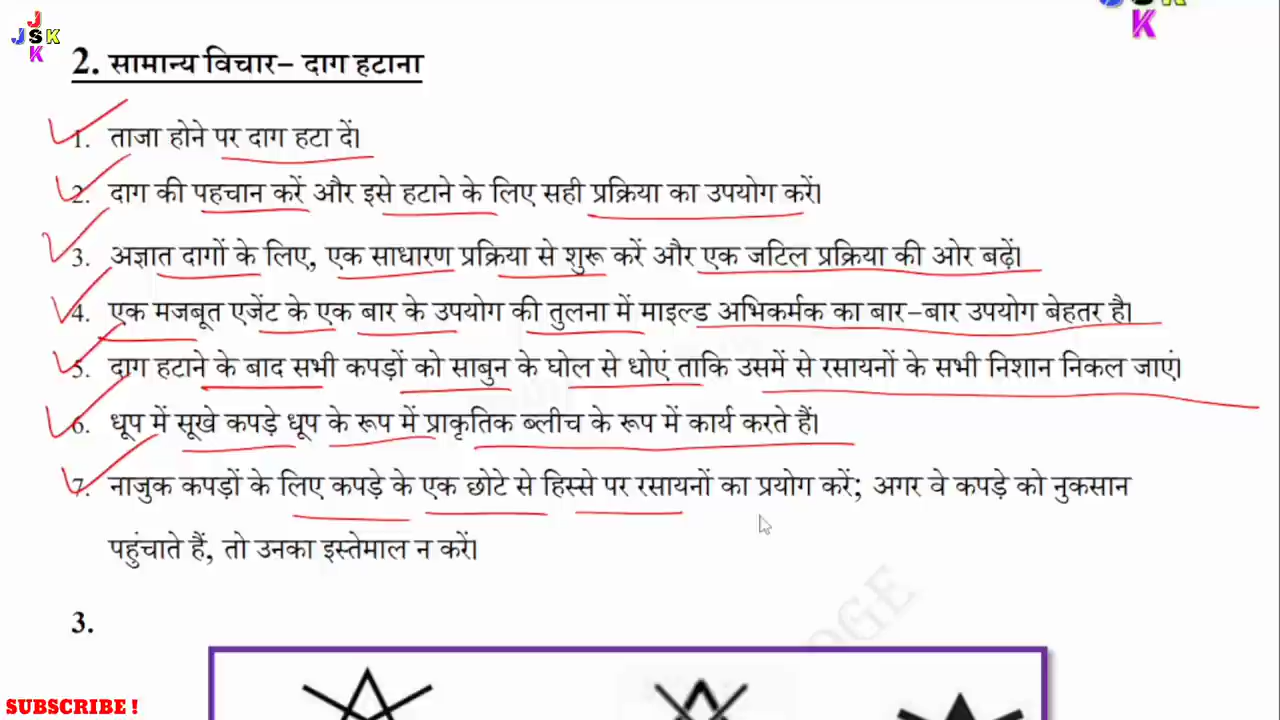 J
JSK
K
S K
K
2. सामान्य विचार– दाग हटाना
1. ताजा होने पर दाग हटा दें।
2. दाग की पहचान करें और इसे हटाने के लिए सही प्रक्रिया का उपयोग करें।
3. अज्ञात दागों के लिए, एक साधारण प्रक्रिया से शुरू करें और एक जटिल प्रक्रिया की ओर बढ़ें।
4. एक मजबूत एजेंट के एक बार के उपयोग की तुलना में माइल्ड अभिकर्मक का बार-बार उपयोग बेहतर है।
5. दाग हटाने के बाद सभी कपड़ों को साबुन के घोल से धोएं ताकि उसमें से रसायनों के सभी निशान निकल जाएं।
6. धूप में सूखे कपड़े धूप के रूप में प्राकृतिक ब्लीच के रूप में कार्य करते हैं।
7. नाजुक कपड़ों के लिए कपड़े के एक छोटे से हिस्से पर रसायनों का प्रयोग करें; अगर वे कपड़े को नुकसान
पहुंचाते हैं, तो उनका इस्तेमाल न करें।
3.
SUBSCRIBE !